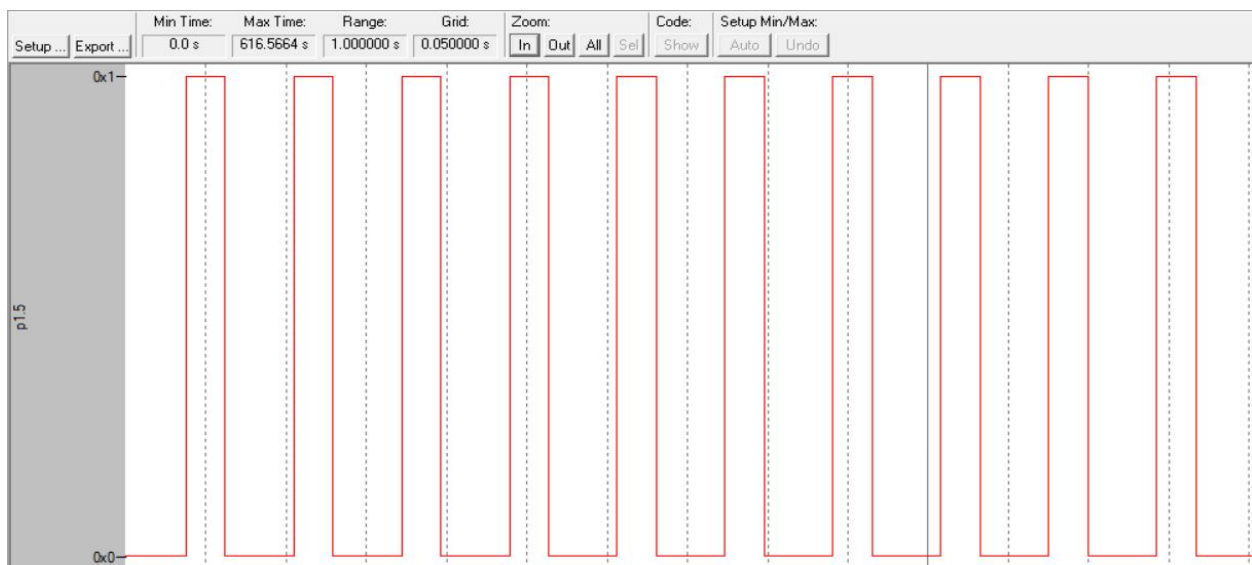 Min Time: Max Time: Range: Grid: Zoom: Code: Setup Min/Max:
Setup ... Export ... 0.0 s 616.5664 s 1.000000 s 0.050000 s In Out All Sel Show Auto Undo
0x1
p1.5
0x0